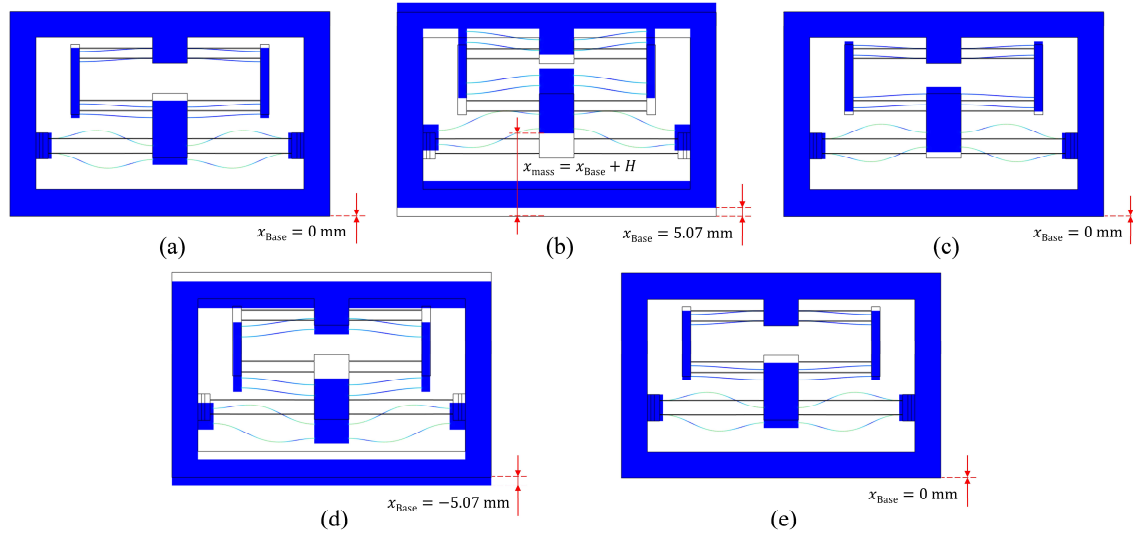 x_mass = x_Base + H
x_Base = 0 mm
x_Base = 5.07 mm
x_Base = 0 mm
(a)
(b)
(c)
x_Base = −5.07 mm
x_Base = 0 mm
(d)
(e)